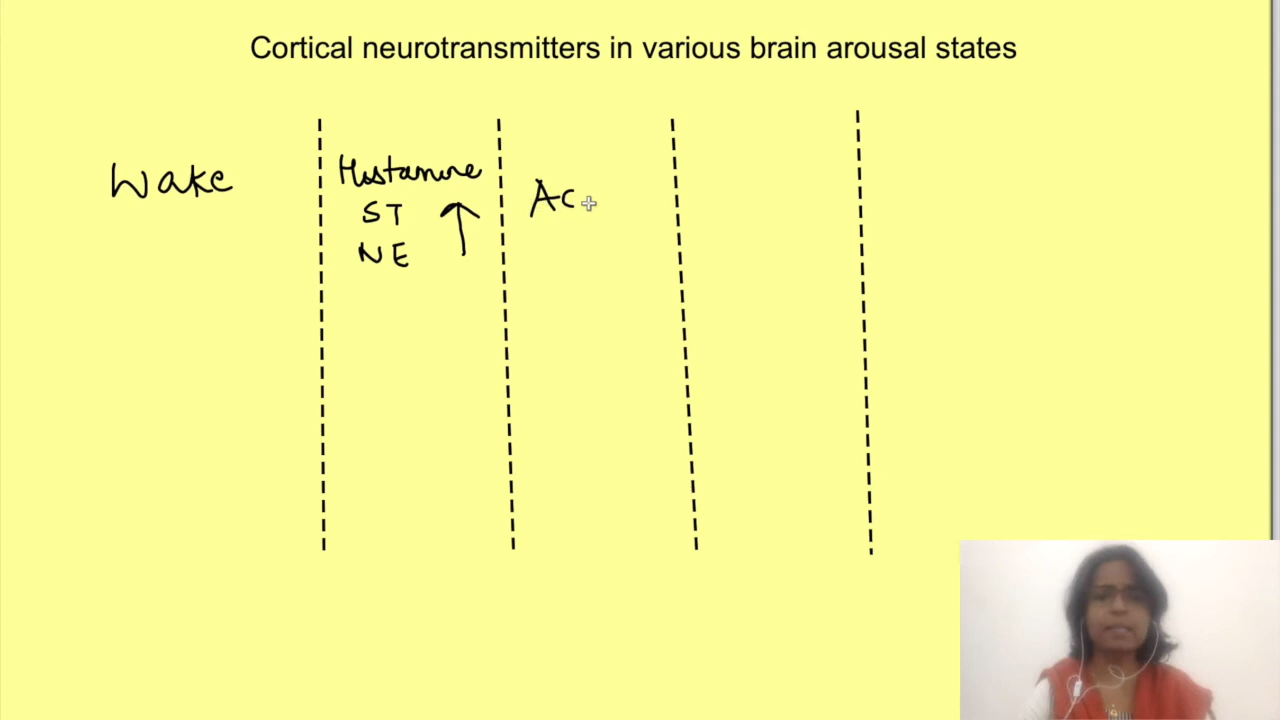 Cortical neurotransmitters in various brain arousal states
Wake
Histamine
ST
NE
AC